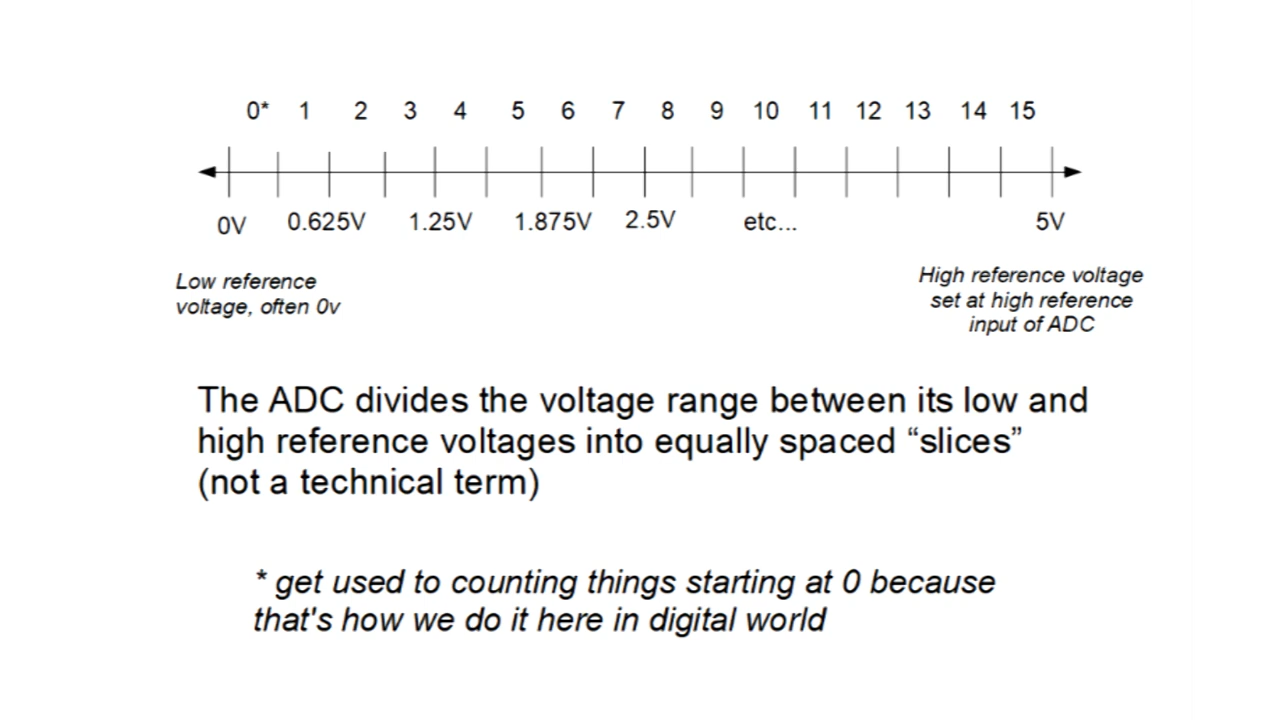 0* 1 2 3 4 5 6 7 8 9 10 11 12 13 14 15
0V 0.625V 1.25V 1.875V 2.5V etc... 5V
Low reference
voltage, often 0v
High reference voltage
set at high reference
input of ADC
The ADC divides the voltage range between its low and
high reference voltages into equally spaced “slices”
(not a technical term)
* get used to counting things starting at 0 because
that's how we do it here in digital world